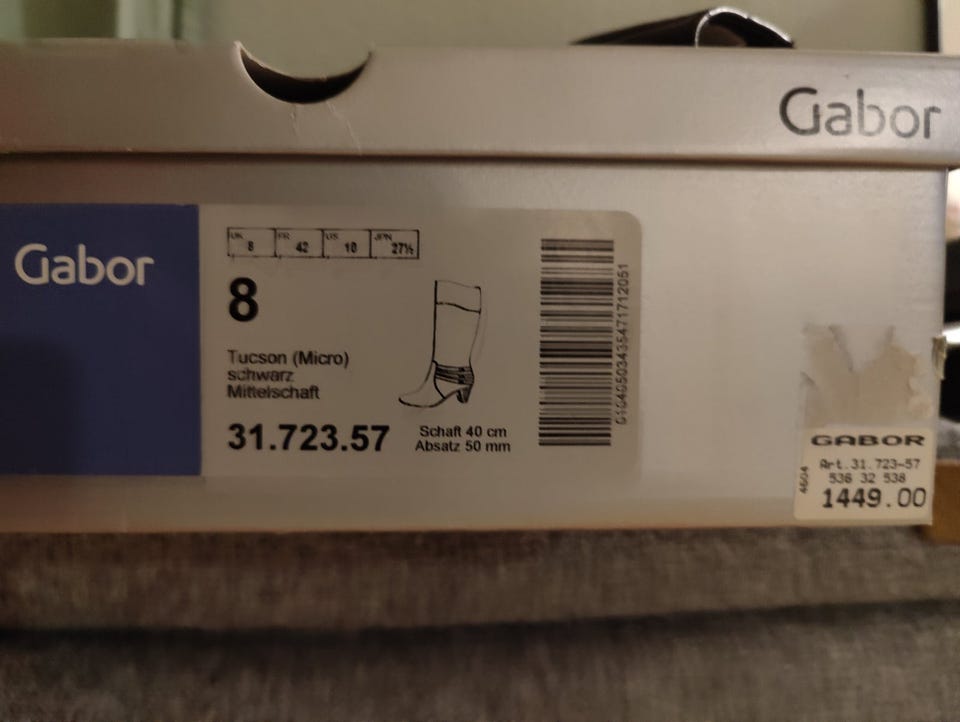 Gabor
Gabor
UK 8 FR 42 US 10 JPN 27½
8
Tucson (Micro)
schwarz
Mittelschaft
31.723.57
Schaft 40 cm
Absatz 50 mm
GABOR
Art.31.723-57
536 32 538
4604
1449.00